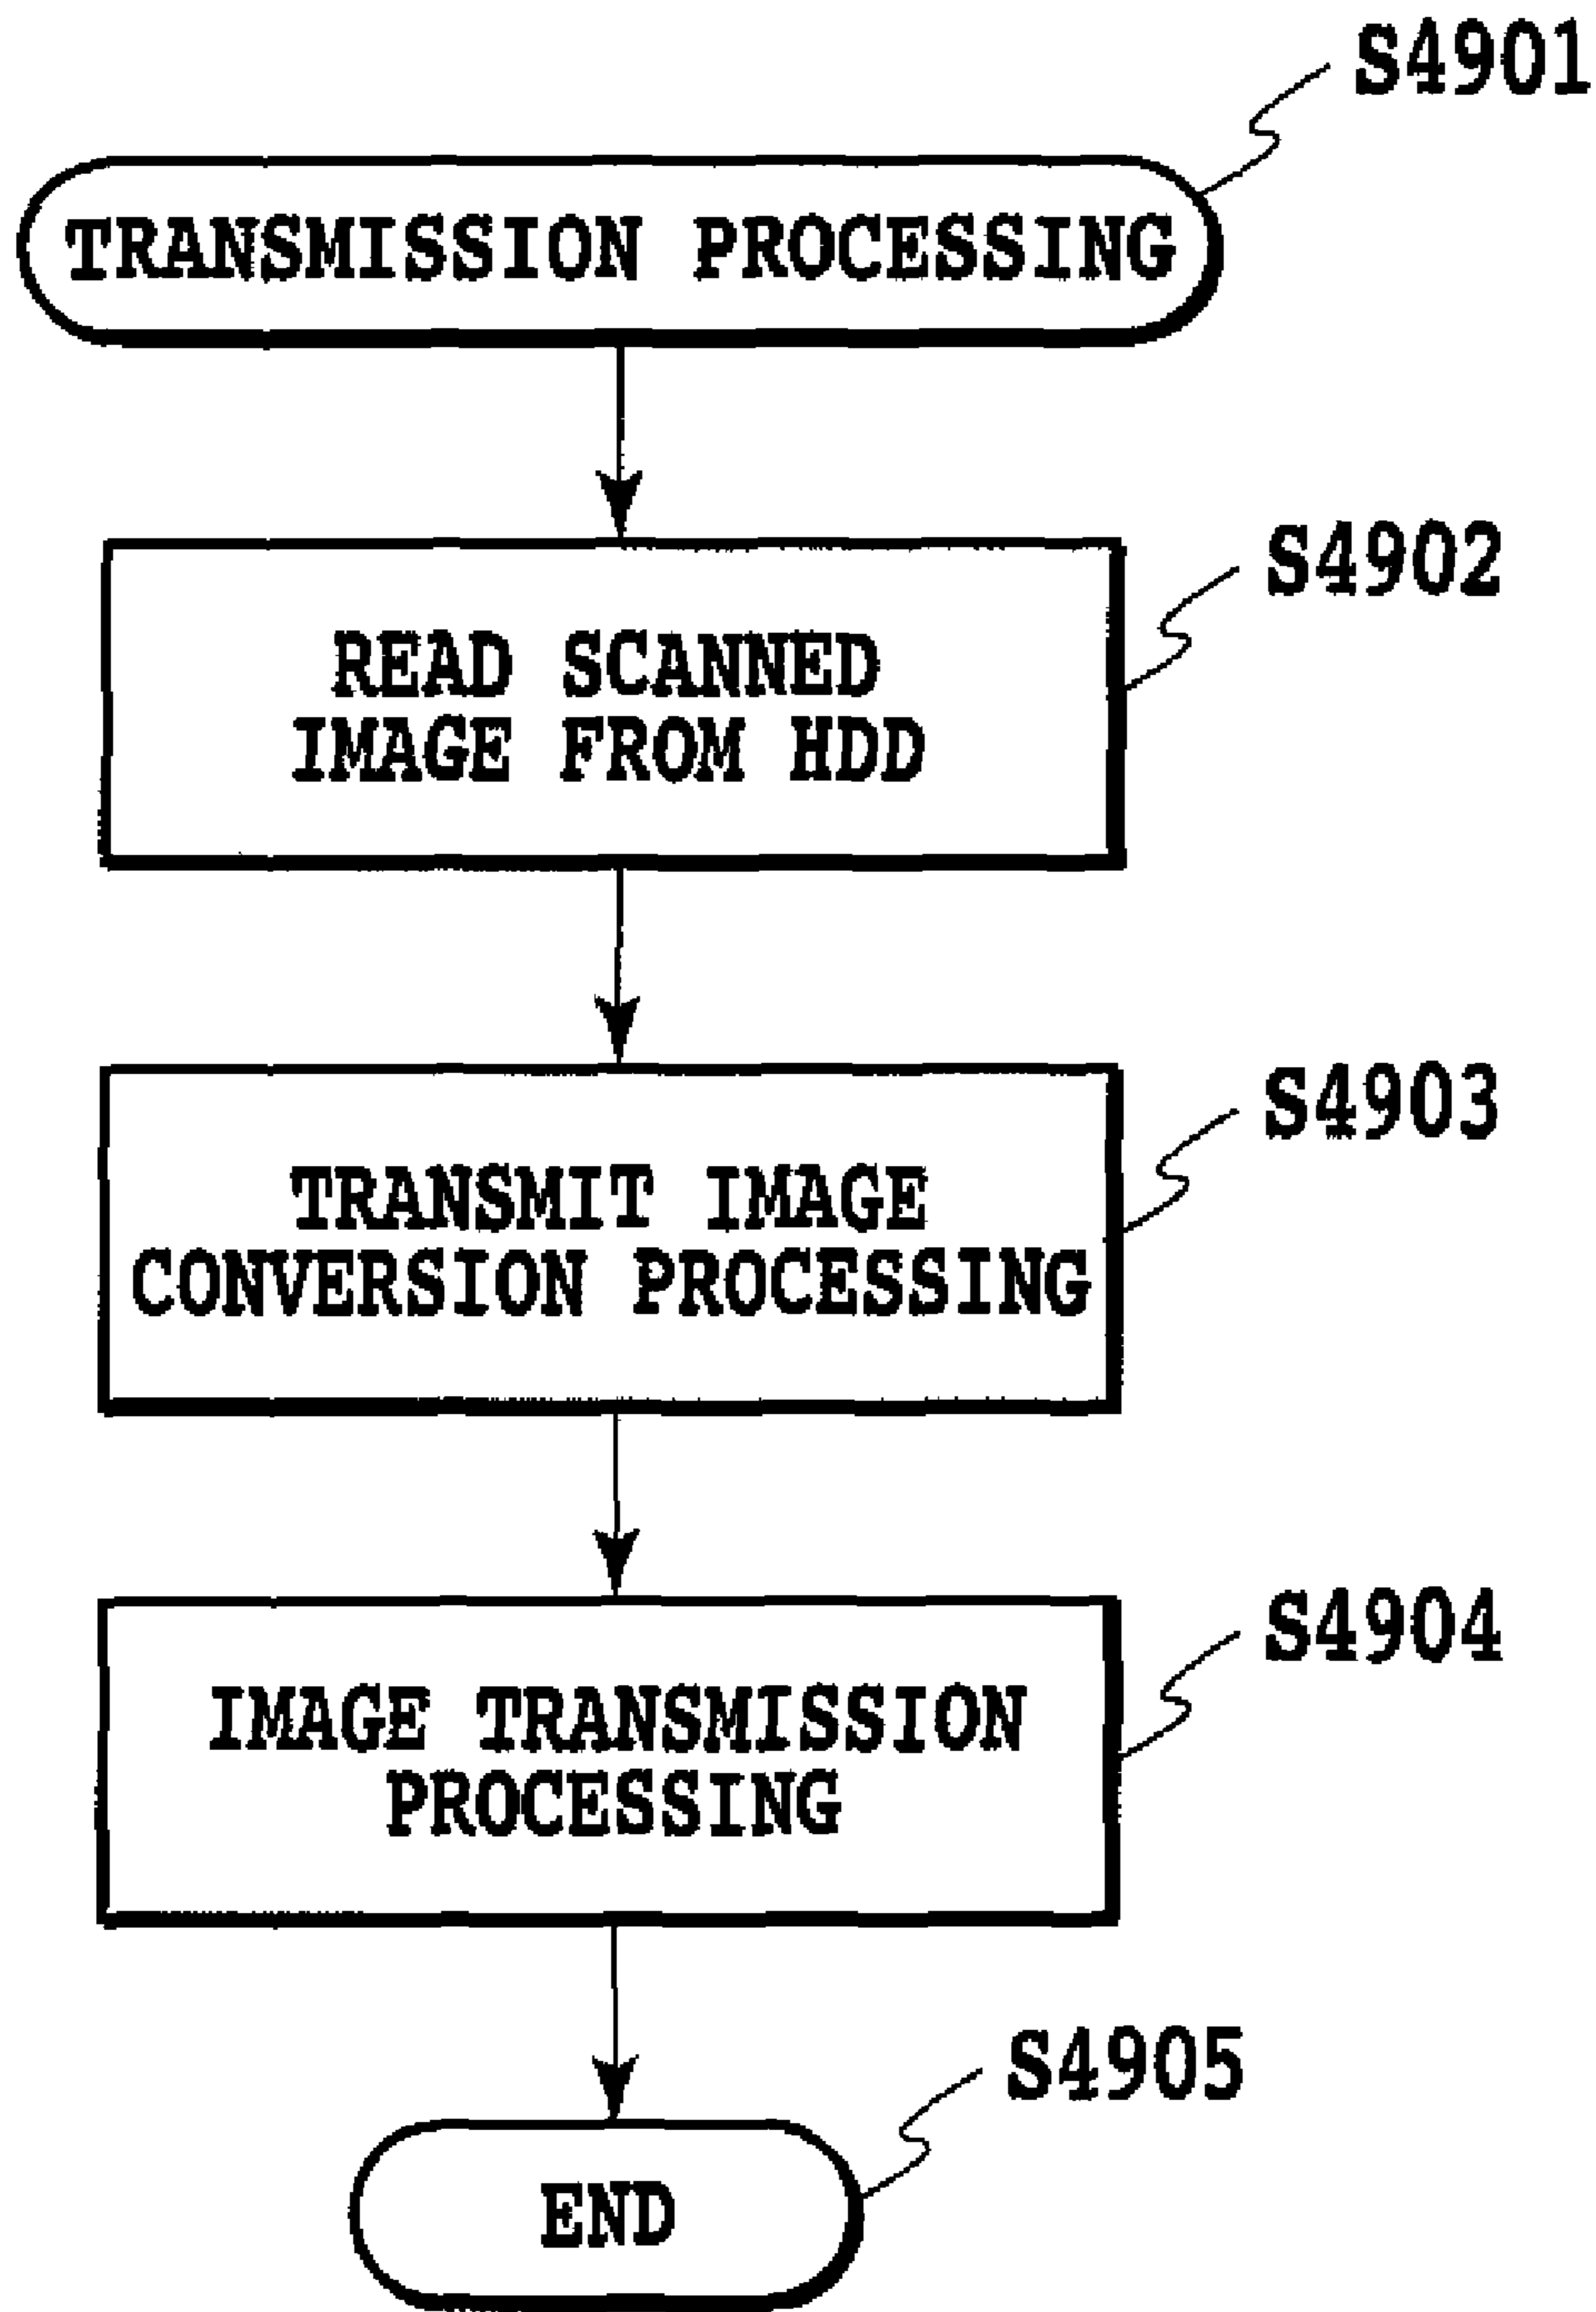 S4901
TRANSMISSION PROCESSING
S4902
READ SCANNED
IMAGE FROM HDD
S4903
TRANSMIT IMAGE
CONVERSION PROCESSING
S4904
IMAGE TRANSMISSION
PROCESSING
S4905
END